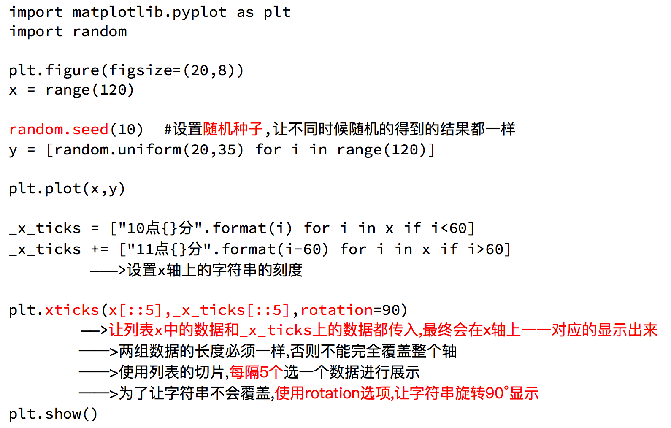 import matplotlib.pyplot as plt
import random
plt.figure(figsize=(20,8))
x = range(120)
random.seed(10) #设置随机种子,让不同时候随机的得到的结果都一样
y = [random.uniform(20,35) for i in range(120)]
plt.plot(x,y)
_x_ticks = ["10点{}分".format(i) for i in x if i<60]
_x_ticks += ["11点{}分".format(i-60) for i in x if i>60]
——>设置x轴上的字符串的刻度
plt.xticks(x[::5],_x_ticks[::5],rotation=90)
——>让列表x中的数据和_x_ticks上的数据都传入,最终会在x轴上一一对应的显示出来
——>两组数据的长度必须一样,否则不能完全覆盖整个轴
——>使用列表的切片,每隔5个选一个数据进行展示
——>为了让字符串不会覆盖,使用rotation选项,让字符串旋转90°显示
plt.show()